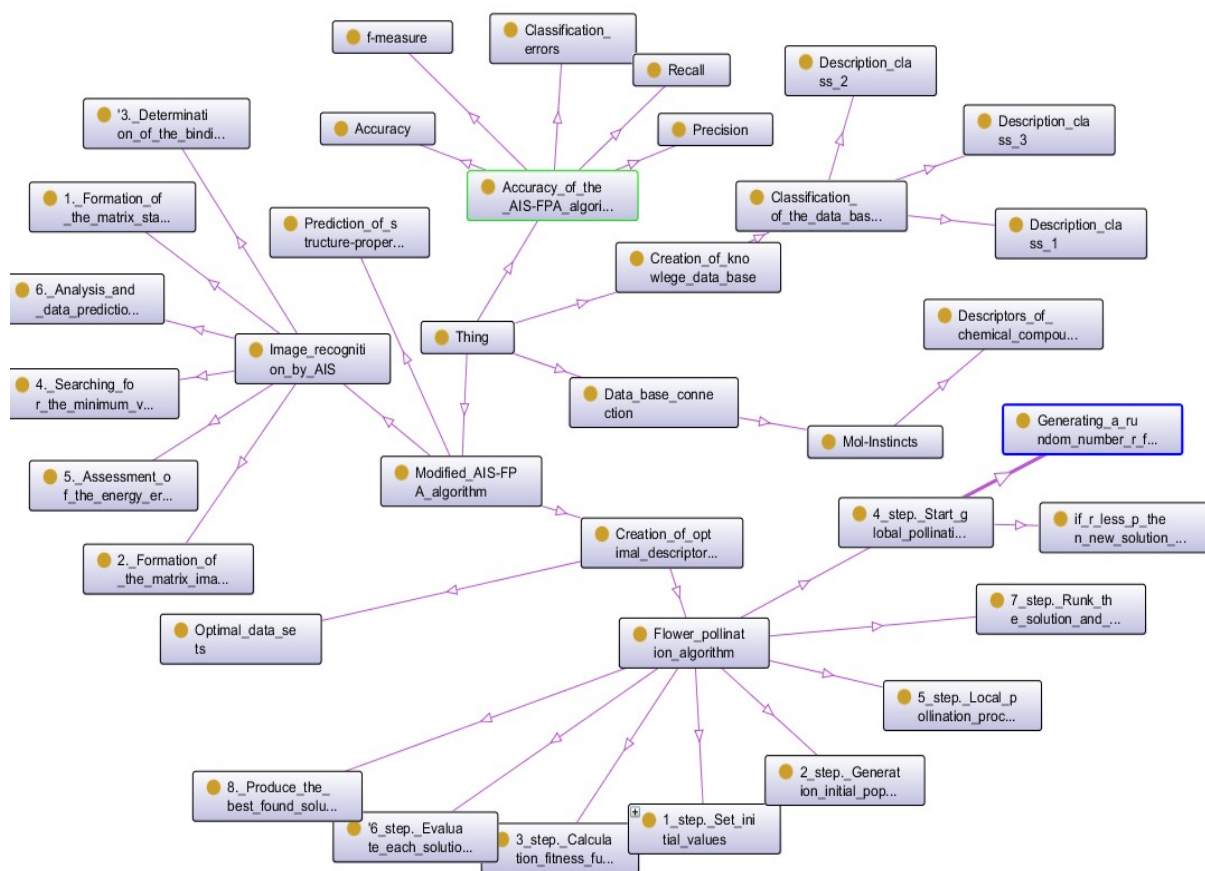 f-measure
Classification_
errors
Recall
Description_cla
ss_2
'3._Determinati
on_of_the_bindi...
Accuracy
Precision
Description_cla
ss_3
1._Formation_of
_the_matrix_sta...
Prediction_of_s
tructure-proper...
Accuracy_of_the
_AIS-FPA_algori...
Classification_
of_the_data_bas...
Description_cla
ss_1
6._Analysis_and
_data_predictio...
Creation_of_kno
wlege_data_base
Image_recogniti
on_by_AIS
Thing
Descriptors_of_
chemical_compou...
4._Searching_fo
r_the_minimum_v...
Data_base_conne
ction
Mol-Instincts
Generating_a_ru
ndom_number_r_f...
5._Assessment_o
f_the_energy_er...
Modified_AIS-FP
A_algorithm
4_step._Start_g
lobal_pollinati...
if_r_less_p_the
n_new_solution_...
2._Formation_of
_the_matrix_ima...
Creation_of_opt
imal_descriptor...
Optimal_data_se
ts
Flower_pollinat
ion_algorithm
7_step._Runk_th
e_solution_and_...
5_step._Local_p
ollination_proc...
8._Produce_the_
best_found_solu...
'6_step._Evalua
te_each_solutio...
3_step._Calcula
tion_fitness_fu...
1_step._Set_ini
tial_values
2_step._Generat
ion_initial_pop...